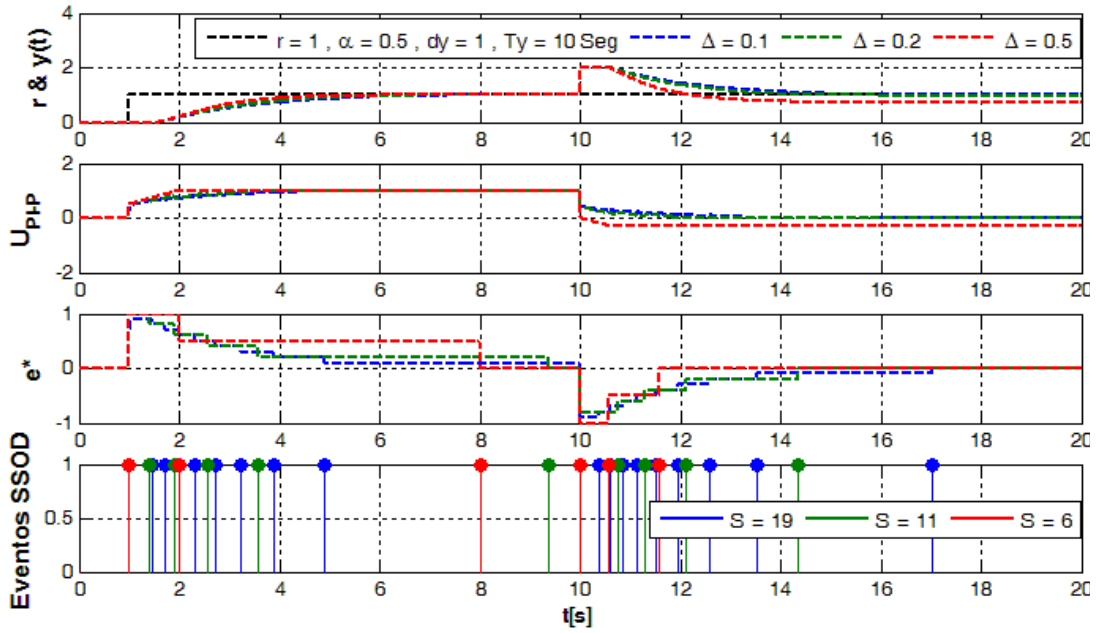 r & y(t)
4
2
0
r = 1 , α = 0.5 , dy = 1 , Ty = 10 Seg
Δ = 0.1
Δ = 0.2
Δ = 0.5
0 2 4 6 8 10 12 14 16 18 20
U_PI-P
2
0
-2
0 2 4 6 8 10 12 14 16 18 20
e*
1
0
-1
0 2 4 6 8 10 12 14 16 18 20
Eventos SSOD
1
0.5
0
S = 19
S = 11
S = 6
0 2 4 6 8 10 12 14 16 18 20
t[s]